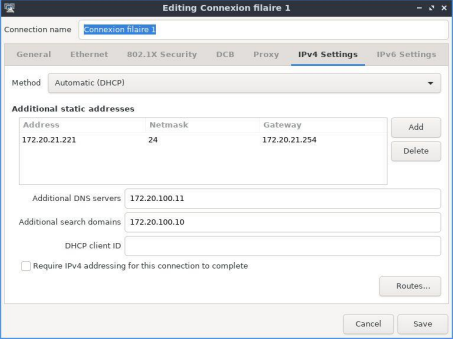 Editing Connexion filaire 1
Connection name Connexion filaire 1
General Ethernet 802.1X Security DCB Proxy IPv4 Settings IPv6 Settings
Method Automatic (DHCP)
Additional static addresses
Address Netmask Gateway
172.20.21.221 24 172.20.21.254
Add
Delete
Additional DNS servers 172.20.100.11
Additional search domains 172.20.100.10
DHCP client ID
Require IPv4 addressing for this connection to complete
Routes...
Cancel Save